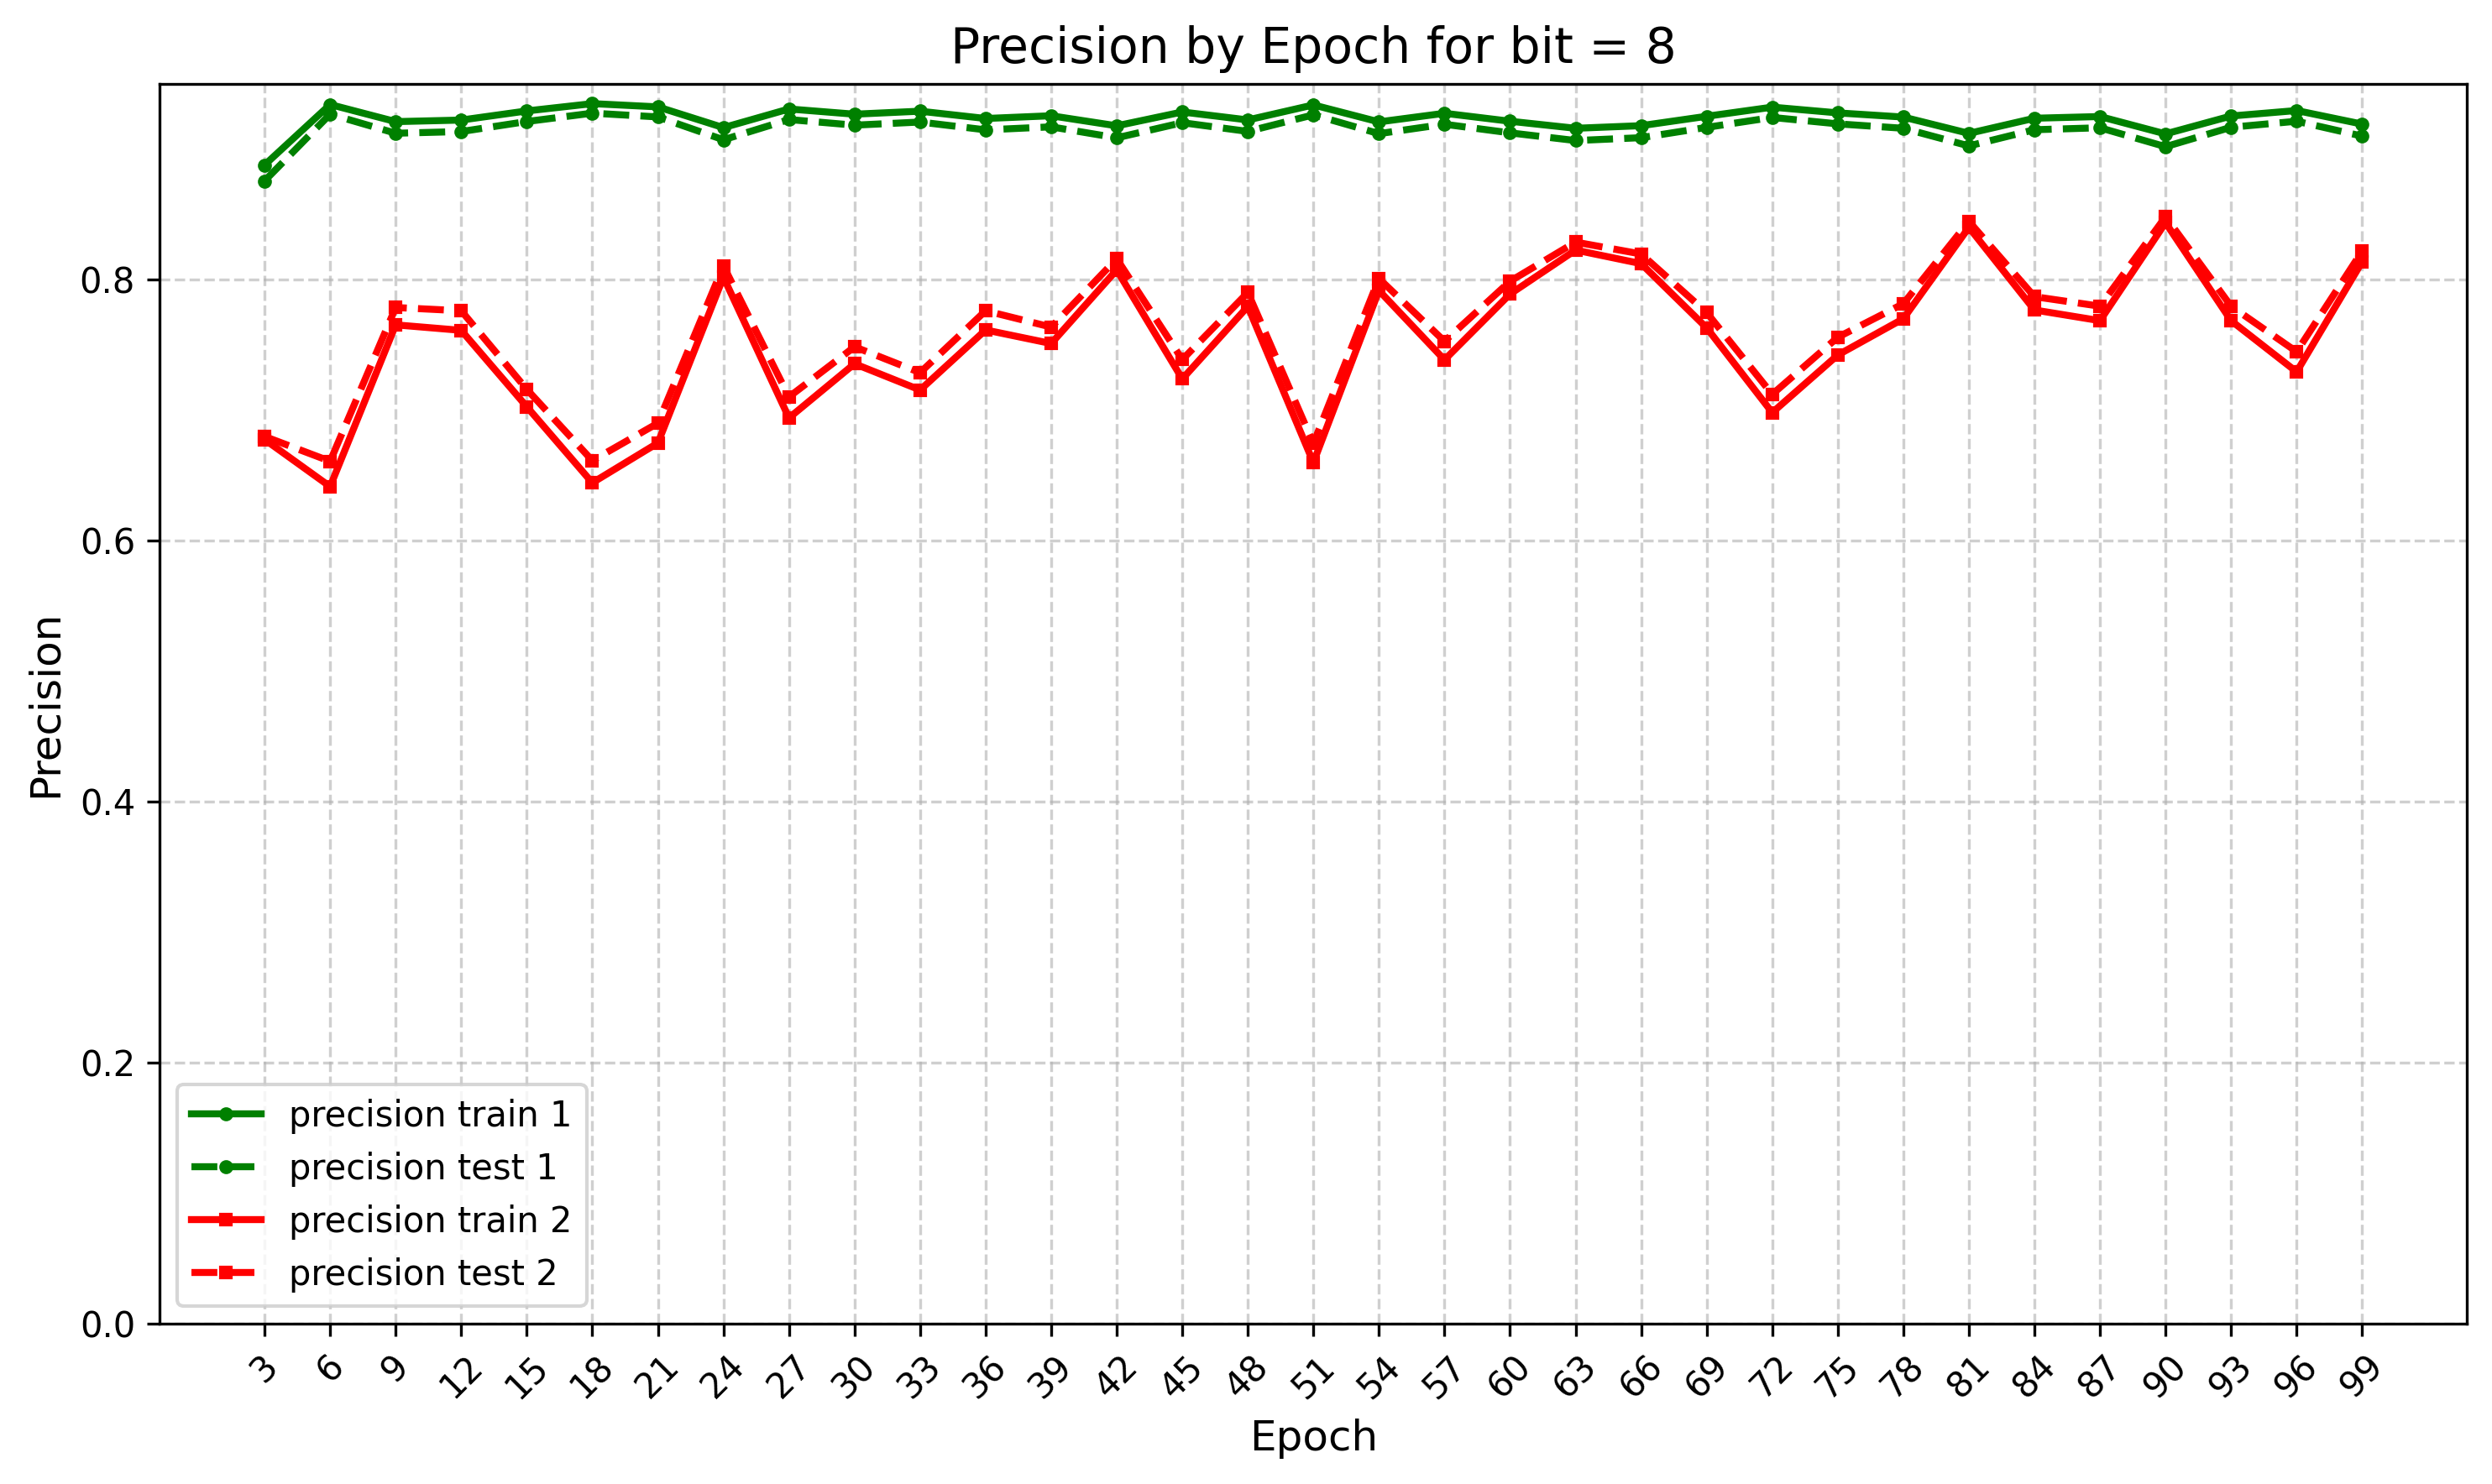 Precision by Epoch for bit = 8
Precision
0.8
0.6
0.4
0.2
0.0
precision train 1
precision test 1
precision train 2
precision test 2
3 6 9 12 15 18 21 24 27 30 33 36 39 42 45 48 51 54 57 60 63 66 69 72 75 78 81 84 87 90 93 96 99
Epoch